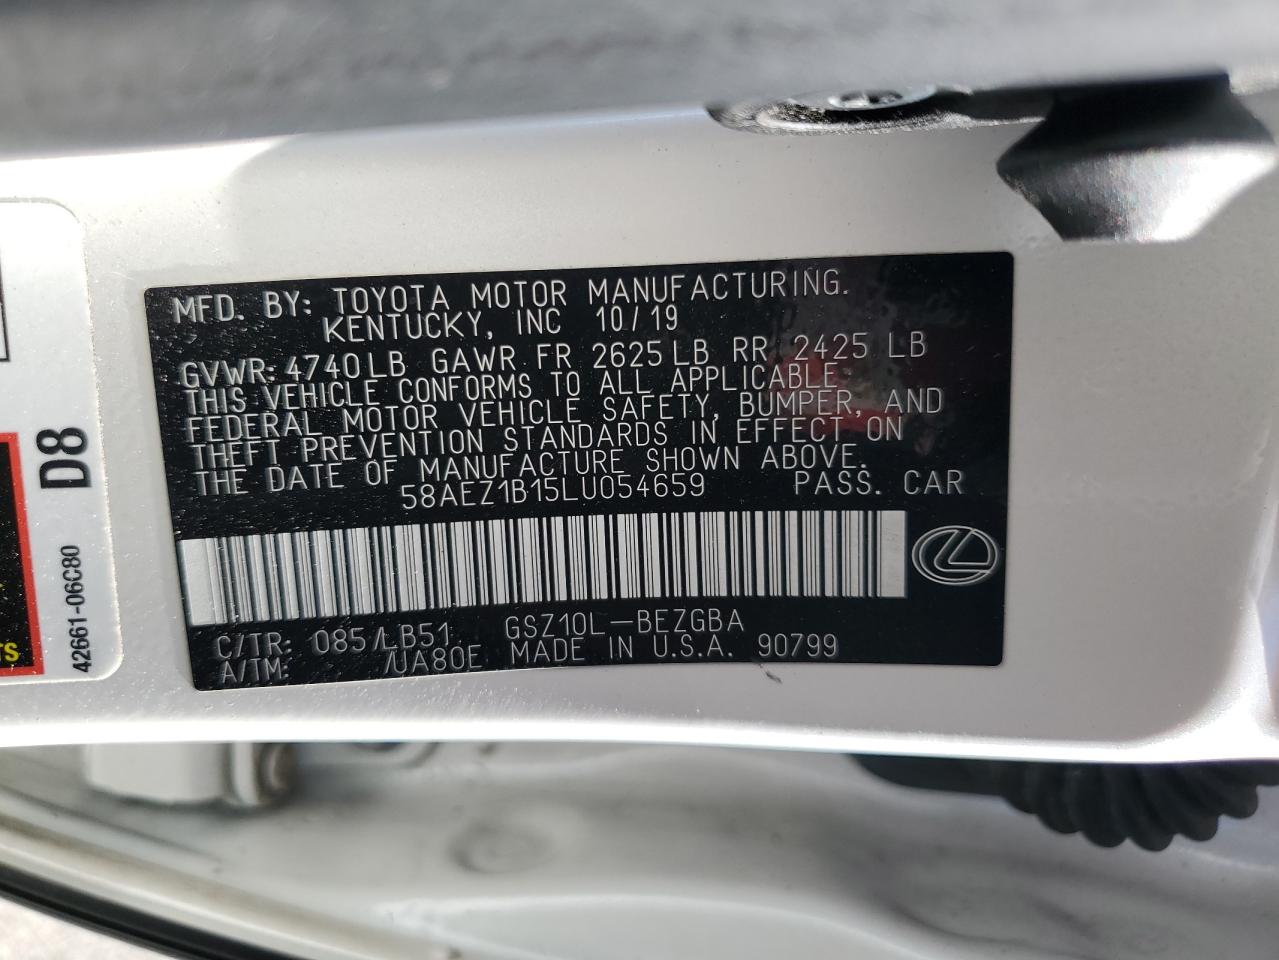 MFD. BY: TOYOTA MOTOR MANUFACTURING.
KENTUCKY, INC 10/19
GVWR: 4740LB GAWR FR 2625LB RR 2425 LB
THIS VEHICLE CONFORMS TO ALL APPLICABLE
FEDERAL MOTOR VEHICLE SAFETY, BUMPER, AND
THEFT PREVENTION STANDARDS IN EFFECT ON
THE DATE OF MANUFACTURE SHOWN ABOVE.
58AEZ1B15LU054659 PASS. CAR
C/TR: 085/LB51 GSZ10L-BEZGBA
A/TM: /UA80E MADE IN U.S.A. 90799
D8
42661-06C80
TS